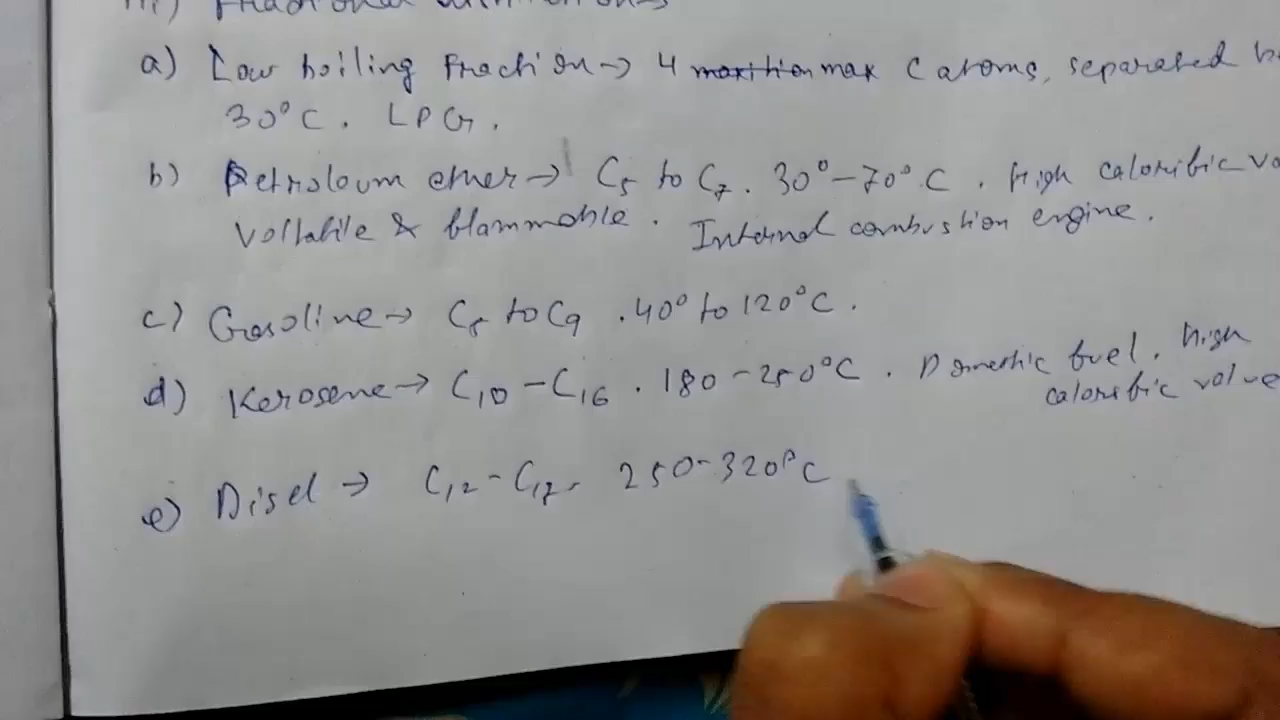 iii) Fractional
a) Low boiling Fraction → 4 max C atoms, separated
30°C. LPG.
b) Petroleum ether → C5 to C7. 30°-70°C. High calorific
Vollatile & flammable. Internal combustion engine.
c) Gasoline → C5 to C9. 40° to 120°C.
d) Kerosene → C10-C16. 180-250°C. Domestic fuel. high
calorific value
e) Disel → C12-C17. 250-320°C